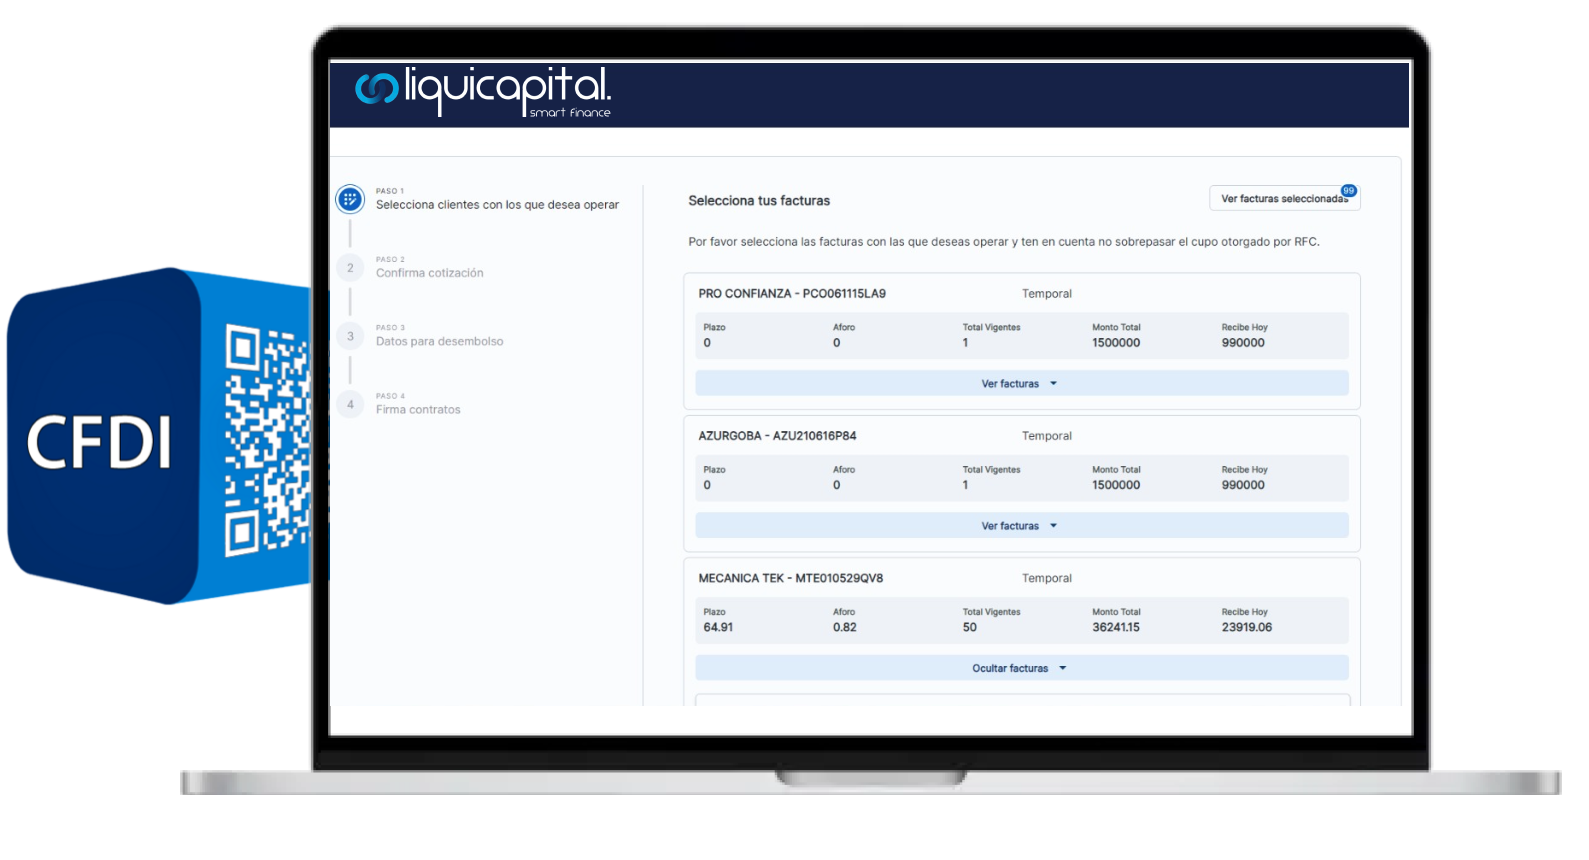 liquicapital.
smart finance
PASO 1
Selecciona clientes con los que desea operar
PASO 2
2
Confirma cotización
PASO 3
3
Datos para desembolso
PASO 4
4
Firma contratos
Selecciona tus facturas
Ver facturas seleccionadas
99
Por favor selecciona las facturas con las que deseas operar y ten en cuenta no sobrepasar el cupo otorgado por RFC.
PRO CONFIANZA - PCO061115LA9 Temporal
Plazo Aforo Total Vigentes Monto Total Recibe Hoy
0 0 1 1500000 990000
Ver facturas
AZURGOBA - AZU210616P84 Temporal
Plazo Aforo Total Vigentes Monto Total Recibe Hoy
0 0 1 1500000 990000
Ver facturas
MECANICA TEK - MTE010529QV8 Temporal
Plazo Aforo Total Vigentes Monto Total Recibe Hoy
64.91 0.82 50 36241.15 23919.06
Ocultar facturas
CFDI